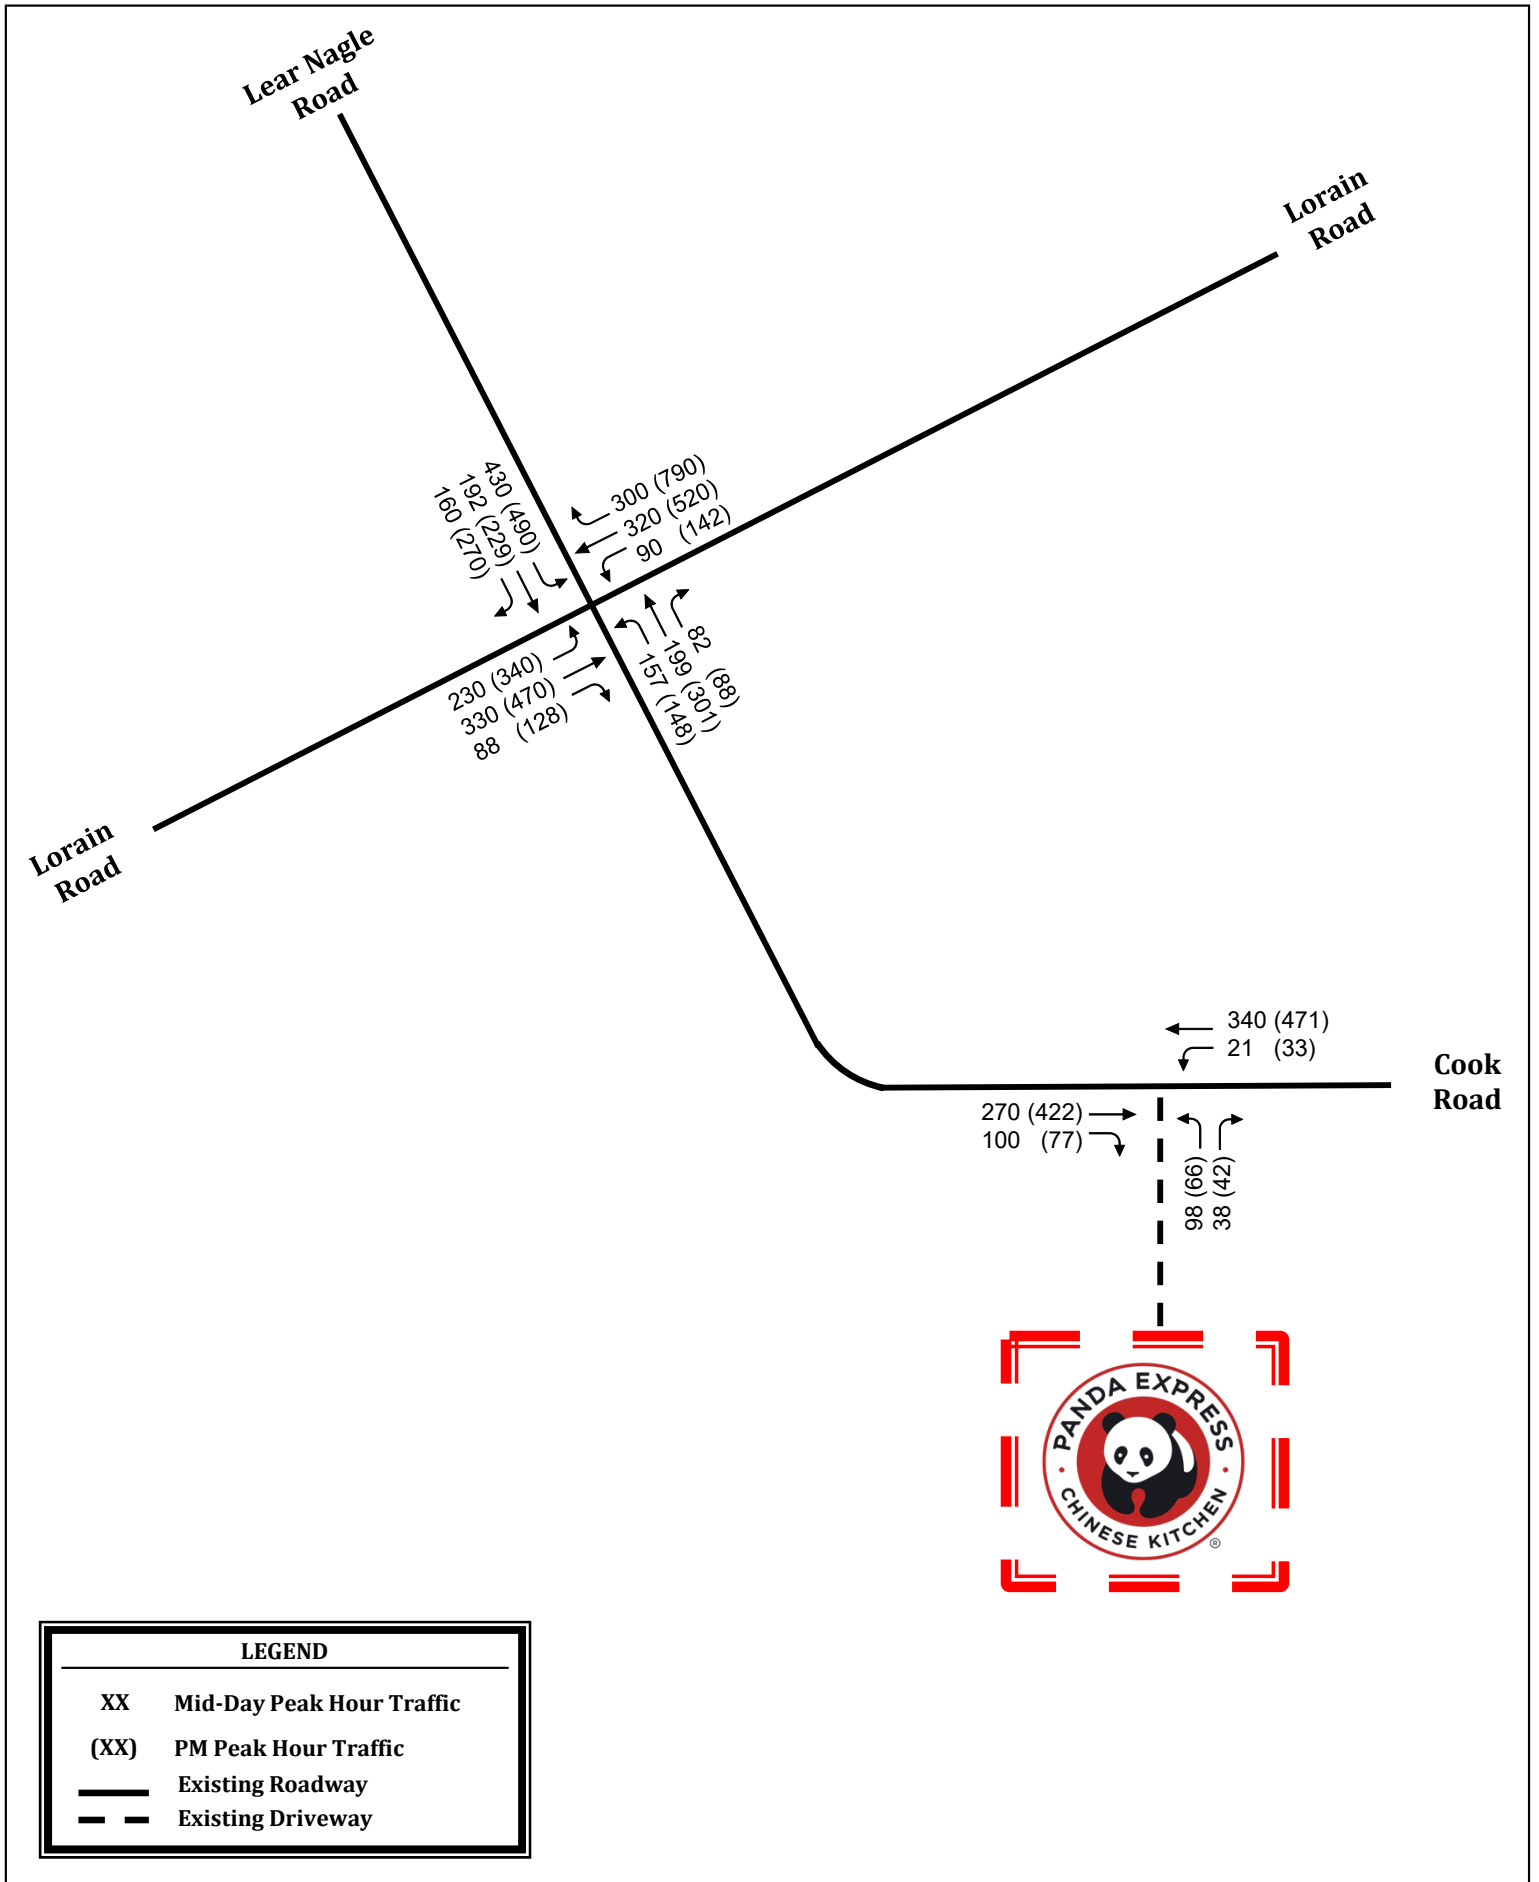 Lear Nagle
Road
Lorain
Road
430 (490)
192 (229)
160 (270)
300 (790)
320 (520)
90 (142)
230 (340)
330 (470)
88 (128)
82 (88)
199 (301)
157 (148)
Lorain
Road
340 (471)
21 (33)
Cook
Road
270 (422)
100 (77)
98 (66)
38 (42)
PANDA EXPRESS
CHINESE KITCHEN
®
LEGEND
XX Mid-Day Peak Hour Traffic
(XX) PM Peak Hour Traffic
Existing Roadway
Existing Driveway